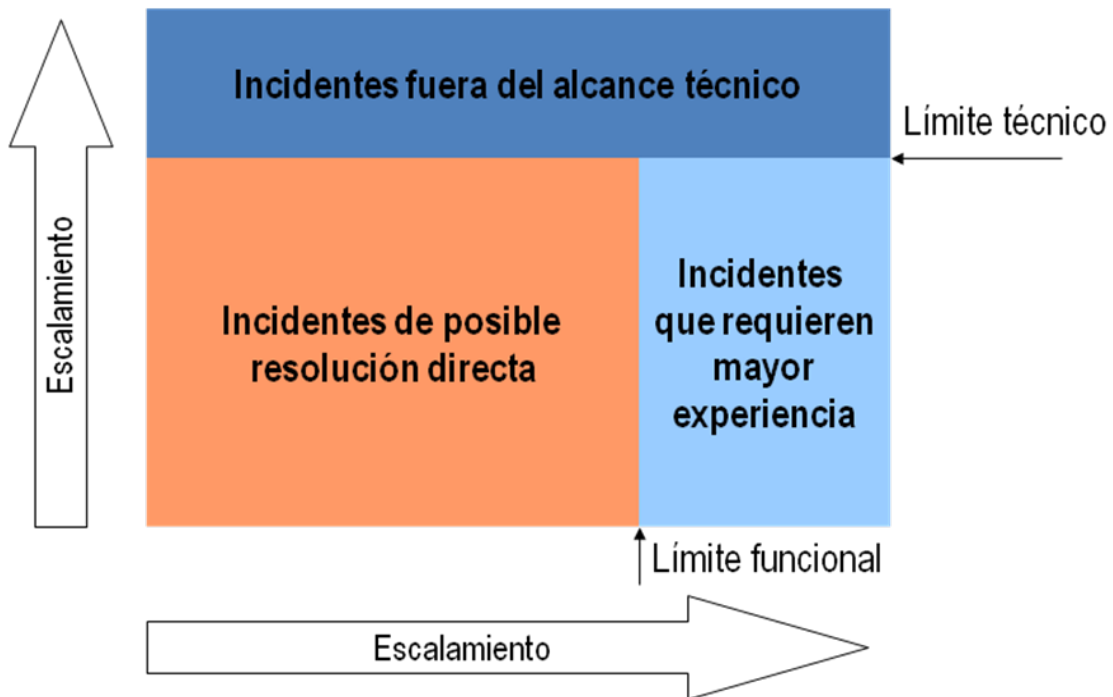 Incidentes fuera del alcance técnico
Límite técnico
Escalamiento
Incidentes de posible
resolución directa
Incidentes
que requieren
mayor
experiencia
Límite funcional
Escalamiento